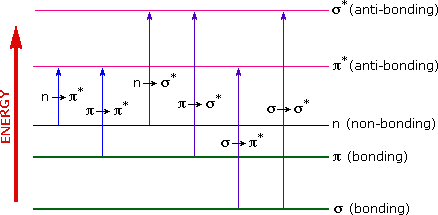 σ* (anti-bonding)
π* (anti-bonding)
n→π*
π→π*
n→σ*
π→σ*
σ→π*
σ→σ*
n (non-bonding)
π (bonding)
σ (bonding)
ENERGY